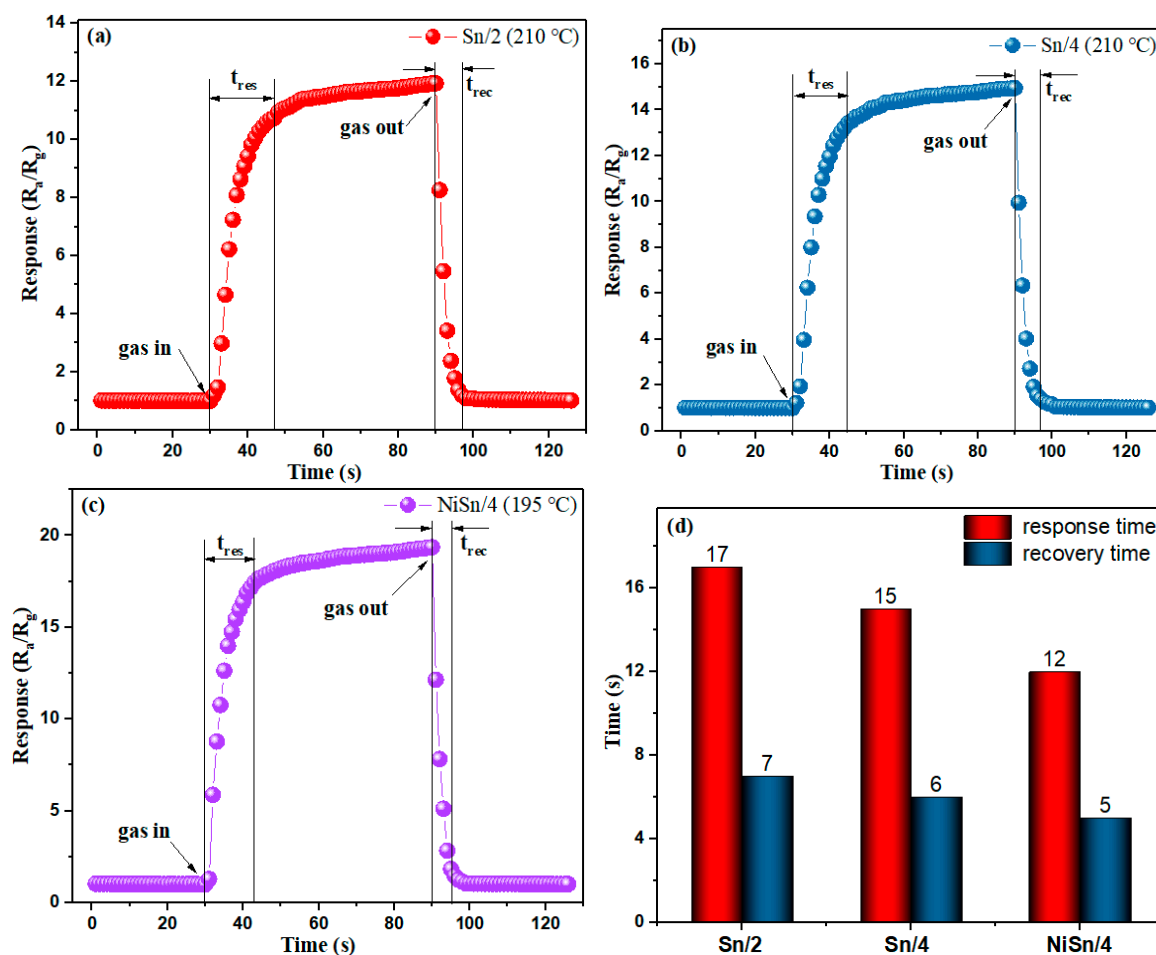 (a)
Sn/2 (210 °C)
t_res
t_rec
gas out
gas in
Response (R_a/R_g)
14
12
10
8
6
4
2
0
0 20 40 60 80 100 120
Time (s)
(b)
Sn/4 (210 °C)
t_res
t_rec
gas out
gas in
Response (R_a/R_g)
16
14
12
10
8
6
4
2
0
0 20 40 60 80 100 120
Time (s)
(c)
NiSn/4 (195 °C)
t_res
t_rec
gas out
gas in
Response (R_a/R_g)
20
15
10
5
0
0 20 40 60 80 100 120
Time (s)
(d)
response time
recovery time
17
15
12
7
6
5
Time (s)
16
12
8
4
0
Sn/2 Sn/4 NiSn/4